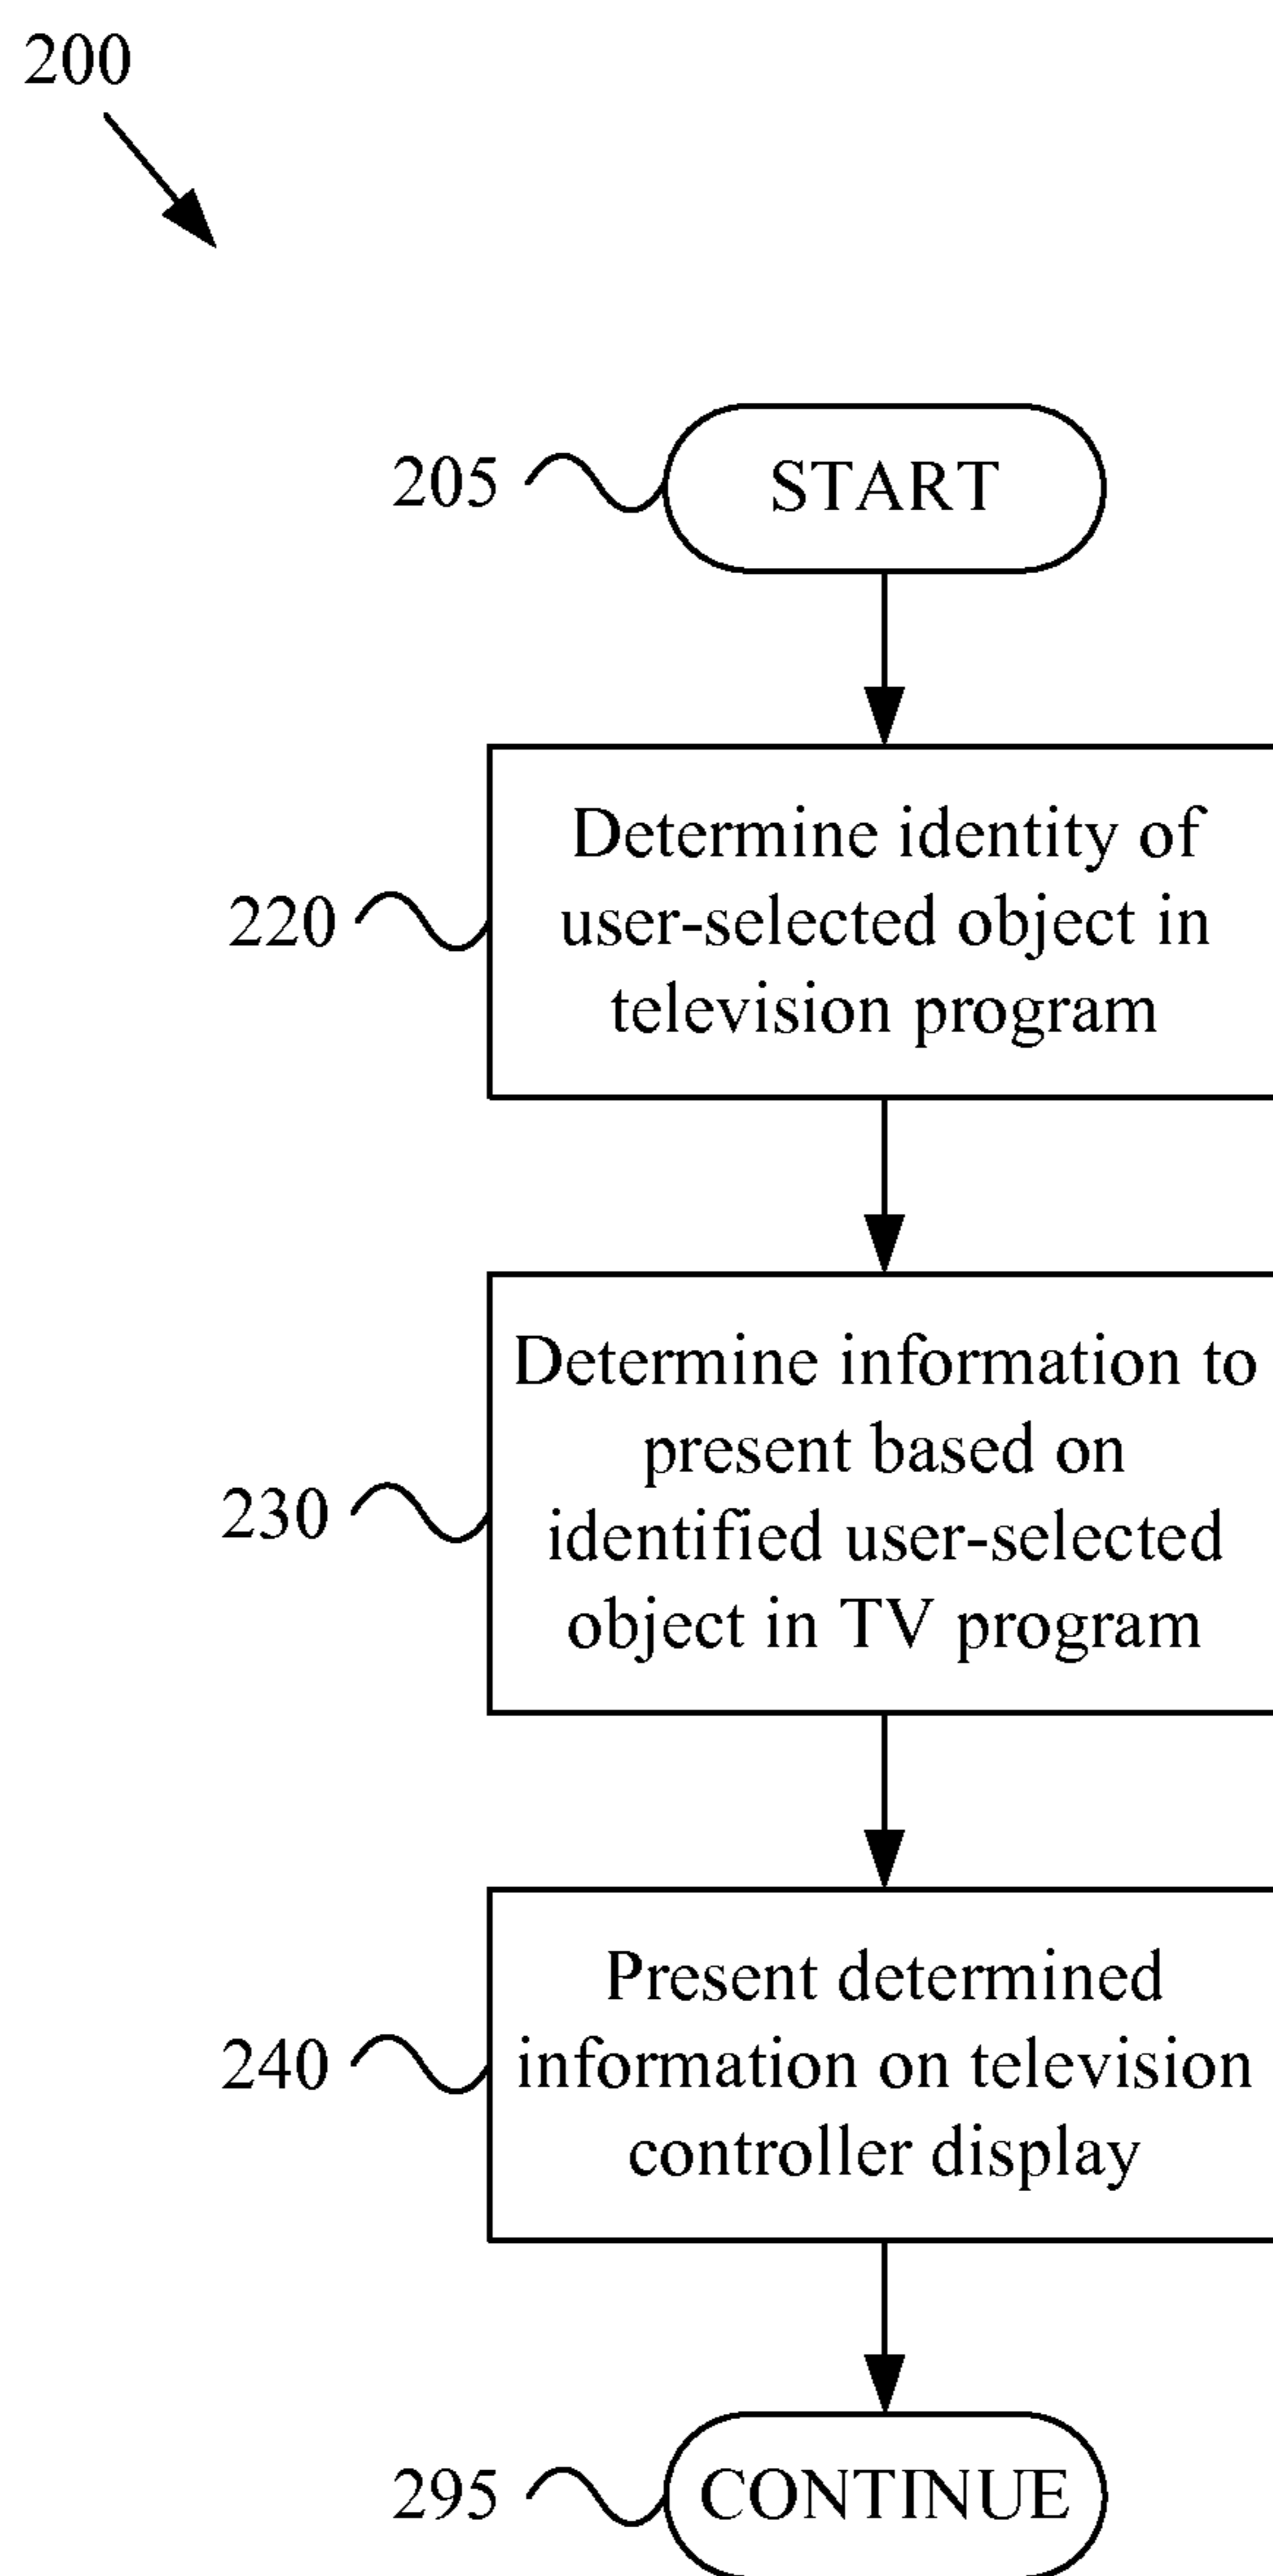 200
205
START
220
Determine identity of
user-selected object in
television program
230
Determine information to
present based on
identified user-selected
object in TV program
240
Present determined
information on television
controller display
295
CONTINUE